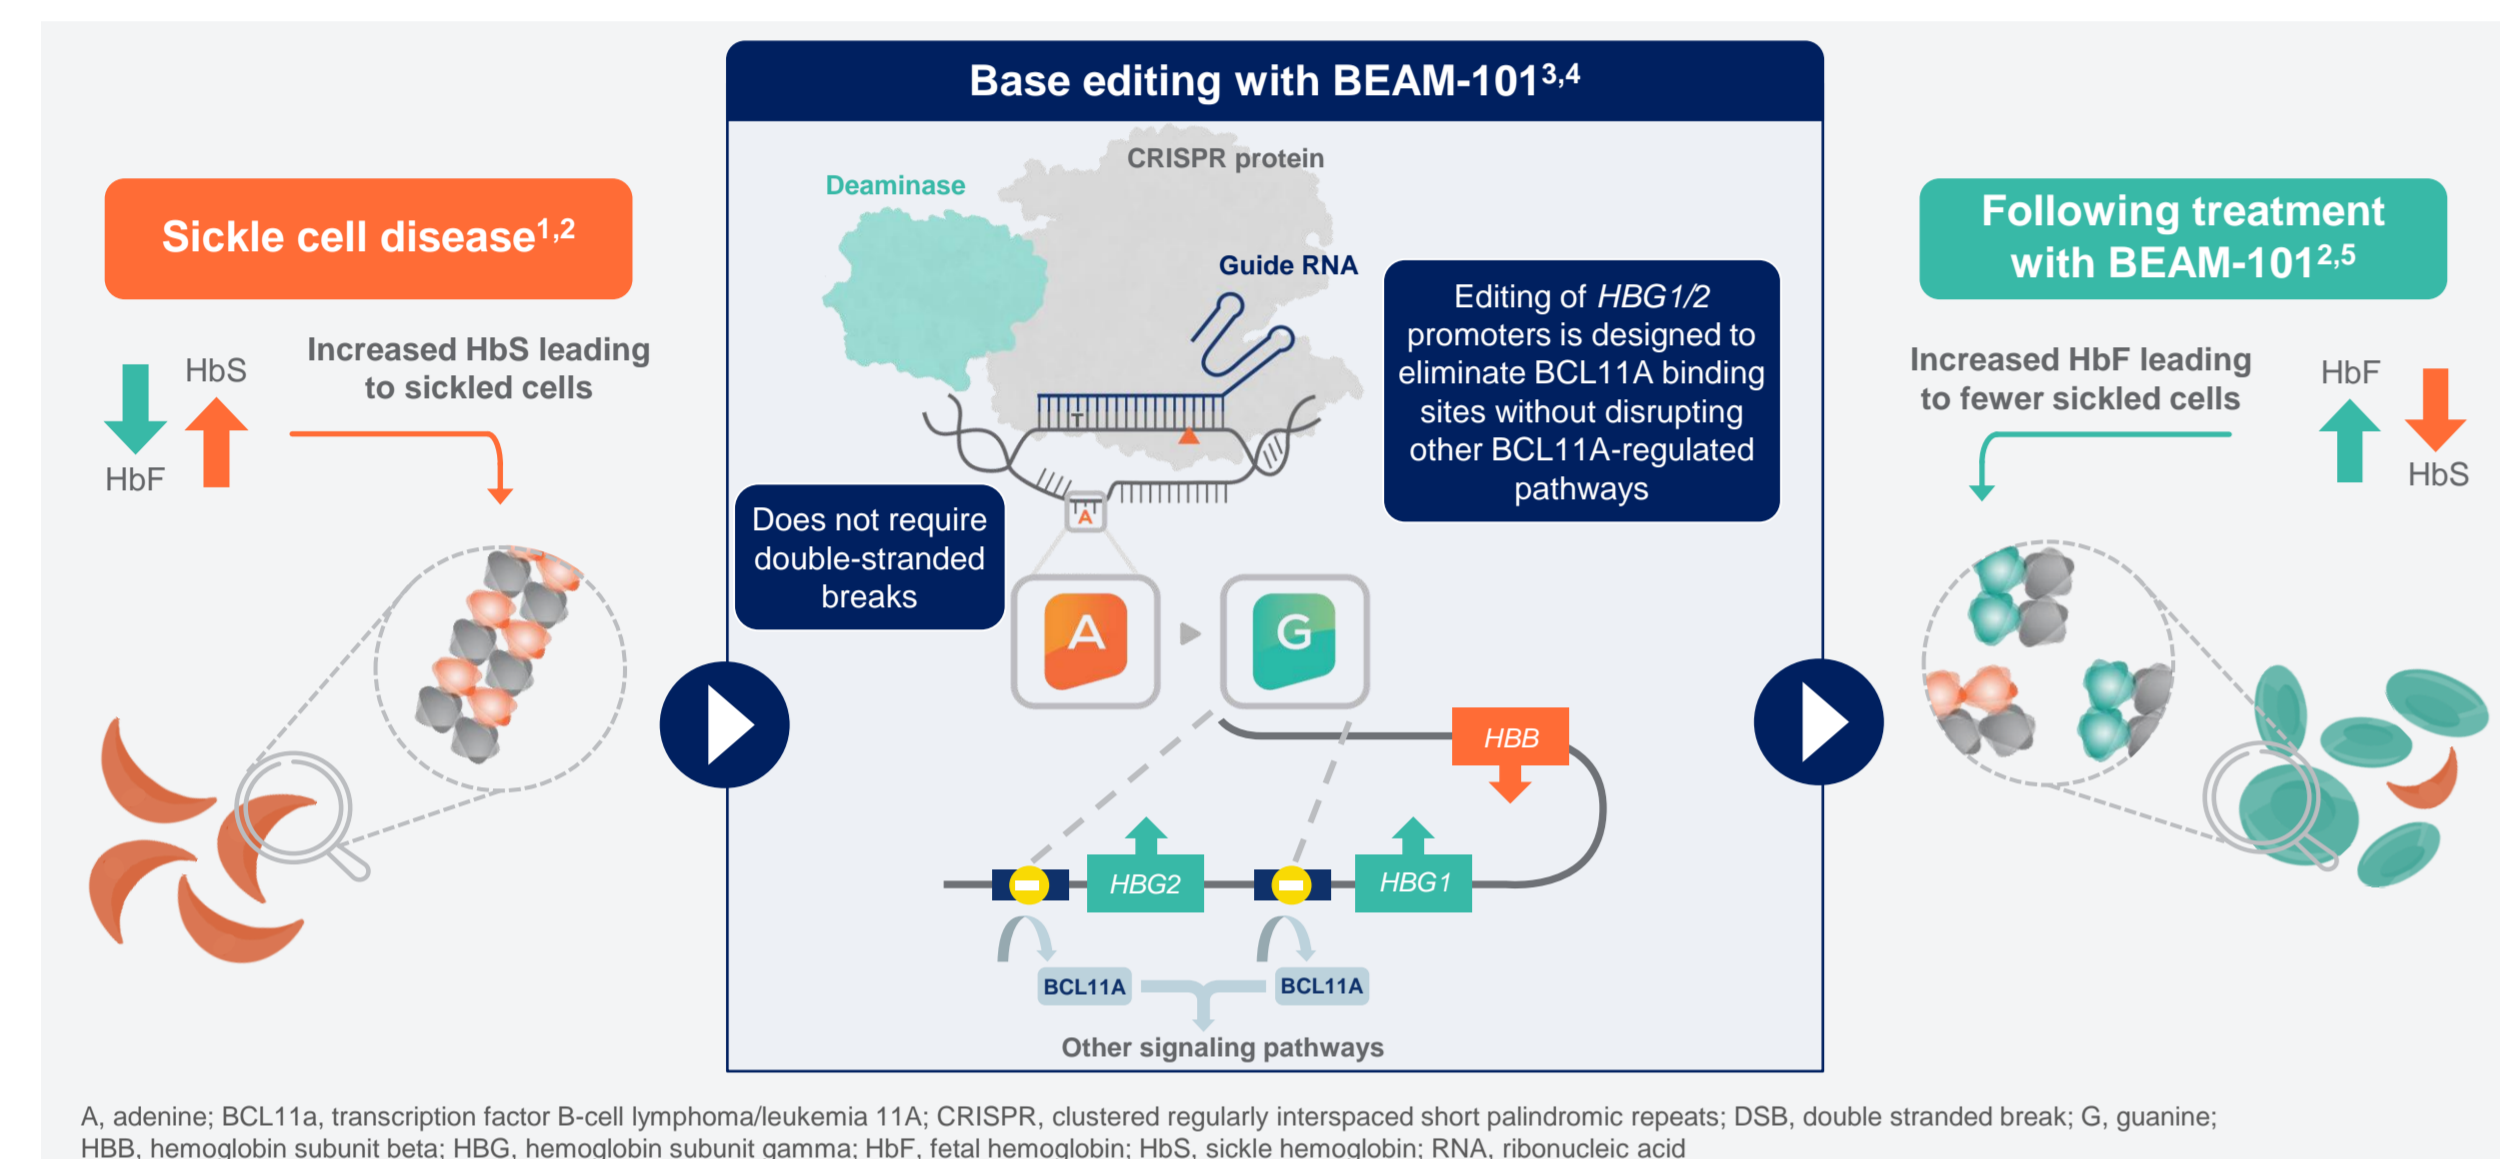 Base editing with BEAM-101³,⁴
Sickle cell disease¹,²
HbS
HbF
Increased HbS leading
to sickled cells
Deaminase
CRISPR protein
Guide RNA
T
A
Editing of HBG1/2
promoters is designed to
eliminate BCL11A binding
sites without disrupting
other BCL11A-regulated
pathways
Does not require
double-stranded
breaks
A
G
HBB
HBG2
HBG1
BCL11A
BCL11A
Other signaling pathways
Following treatment
with BEAM-101²,⁵
Increased HbF leading
to fewer sickled cells
HbF
HbS
A, adenine; BCL11a, transcription factor B-cell lymphoma/leukemia 11A; CRISPR, clustered regularly interspaced short palindromic repeats; DSB, double stranded break; G, guanine;
HBB, hemoglobin subunit beta; HBG, hemoglobin subunit gamma; HbF, fetal hemoglobin; HbS, sickle hemoglobin; RNA, ribonucleic acid